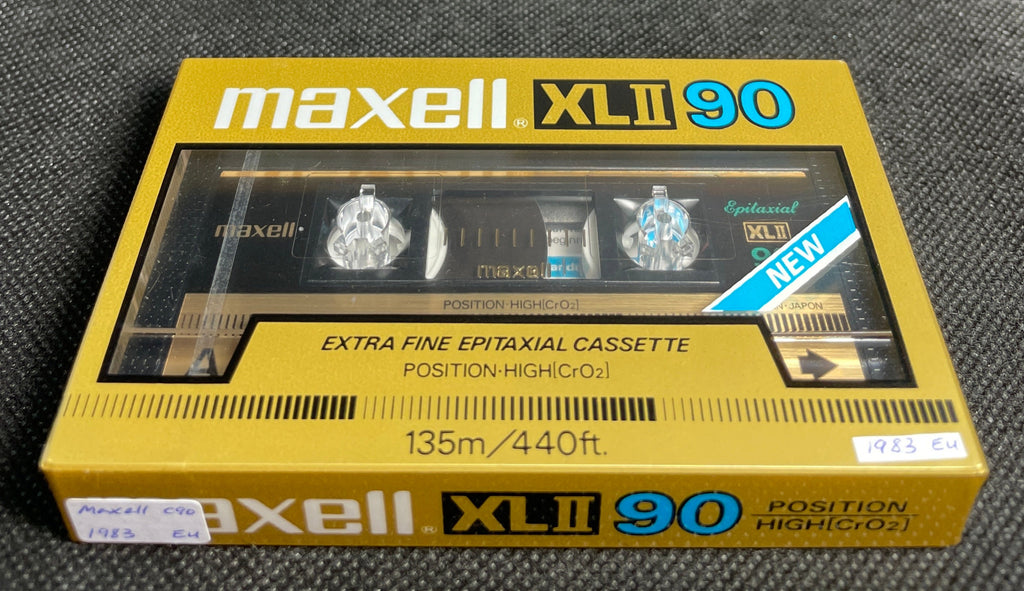 maxell® XLII 90
maxell
Epitaxial
XLII
NEW
maxell
POSITION·HIGH[CrO2]
N·JAPON
A
EXTRA FINE EPITAXIAL CASSETTE
POSITION·HIGH[CrO2]
135m/440ft.
1983 EU
Maxell C90
1983 EU
axell® XLII 90 POSITION
HIGH[CrO2]